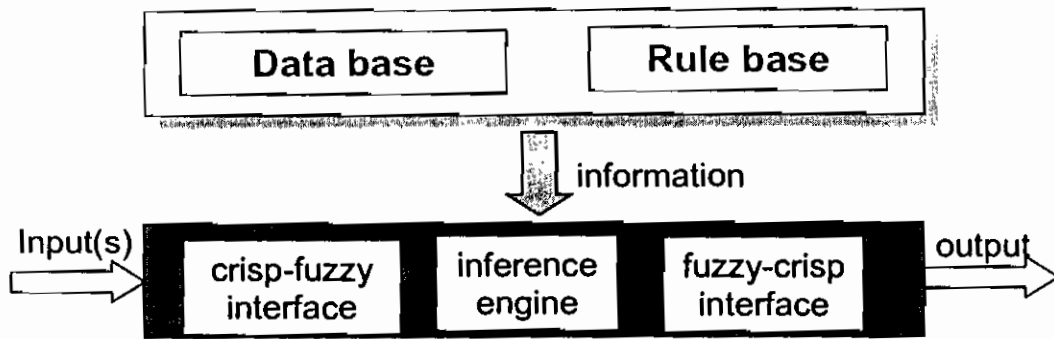 Data base
Rule base
information
Input(s)
crisp-fuzzy
interface
inference
engine
fuzzy-crisp
interface
output